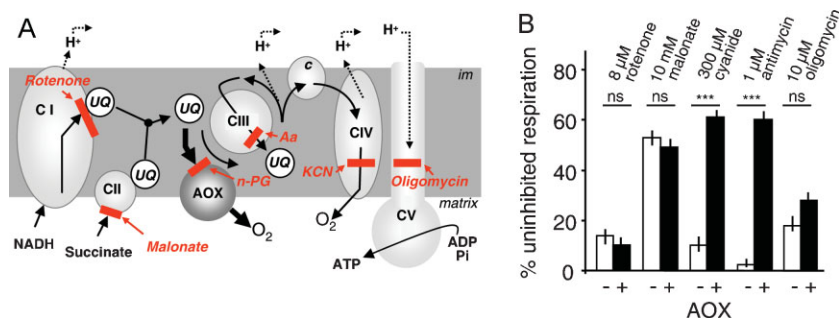 A
H+
H+
H+
H+
Rotenone
c
im
C I
UQ
UQ
CIII
Aa
CIV
UQ
UQ
KCN
Oligomycin
CII
n-PG
AOX
O2
O2
matrix
CV
NADH
Succinate
Malonate
ATP
ADP
Pi
B
% uninhibited respiration
80
60
40
20
0
8 µM
rotenone
10 mM
malonate
300 µM
cyanide
1 µM
antimycin
10 µM
oligomycin
ns
ns
***
***
ns
- + - + - + - + - +
AOX